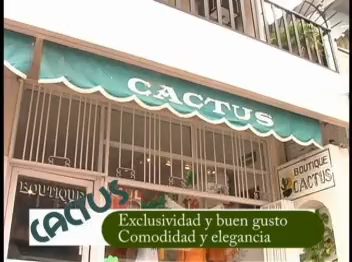 CACTUS
BOUTIQUE
CACTUS
BOUTIQUE
CACTUS
Exclusividad y buen gusto
Comodidad y elegancia